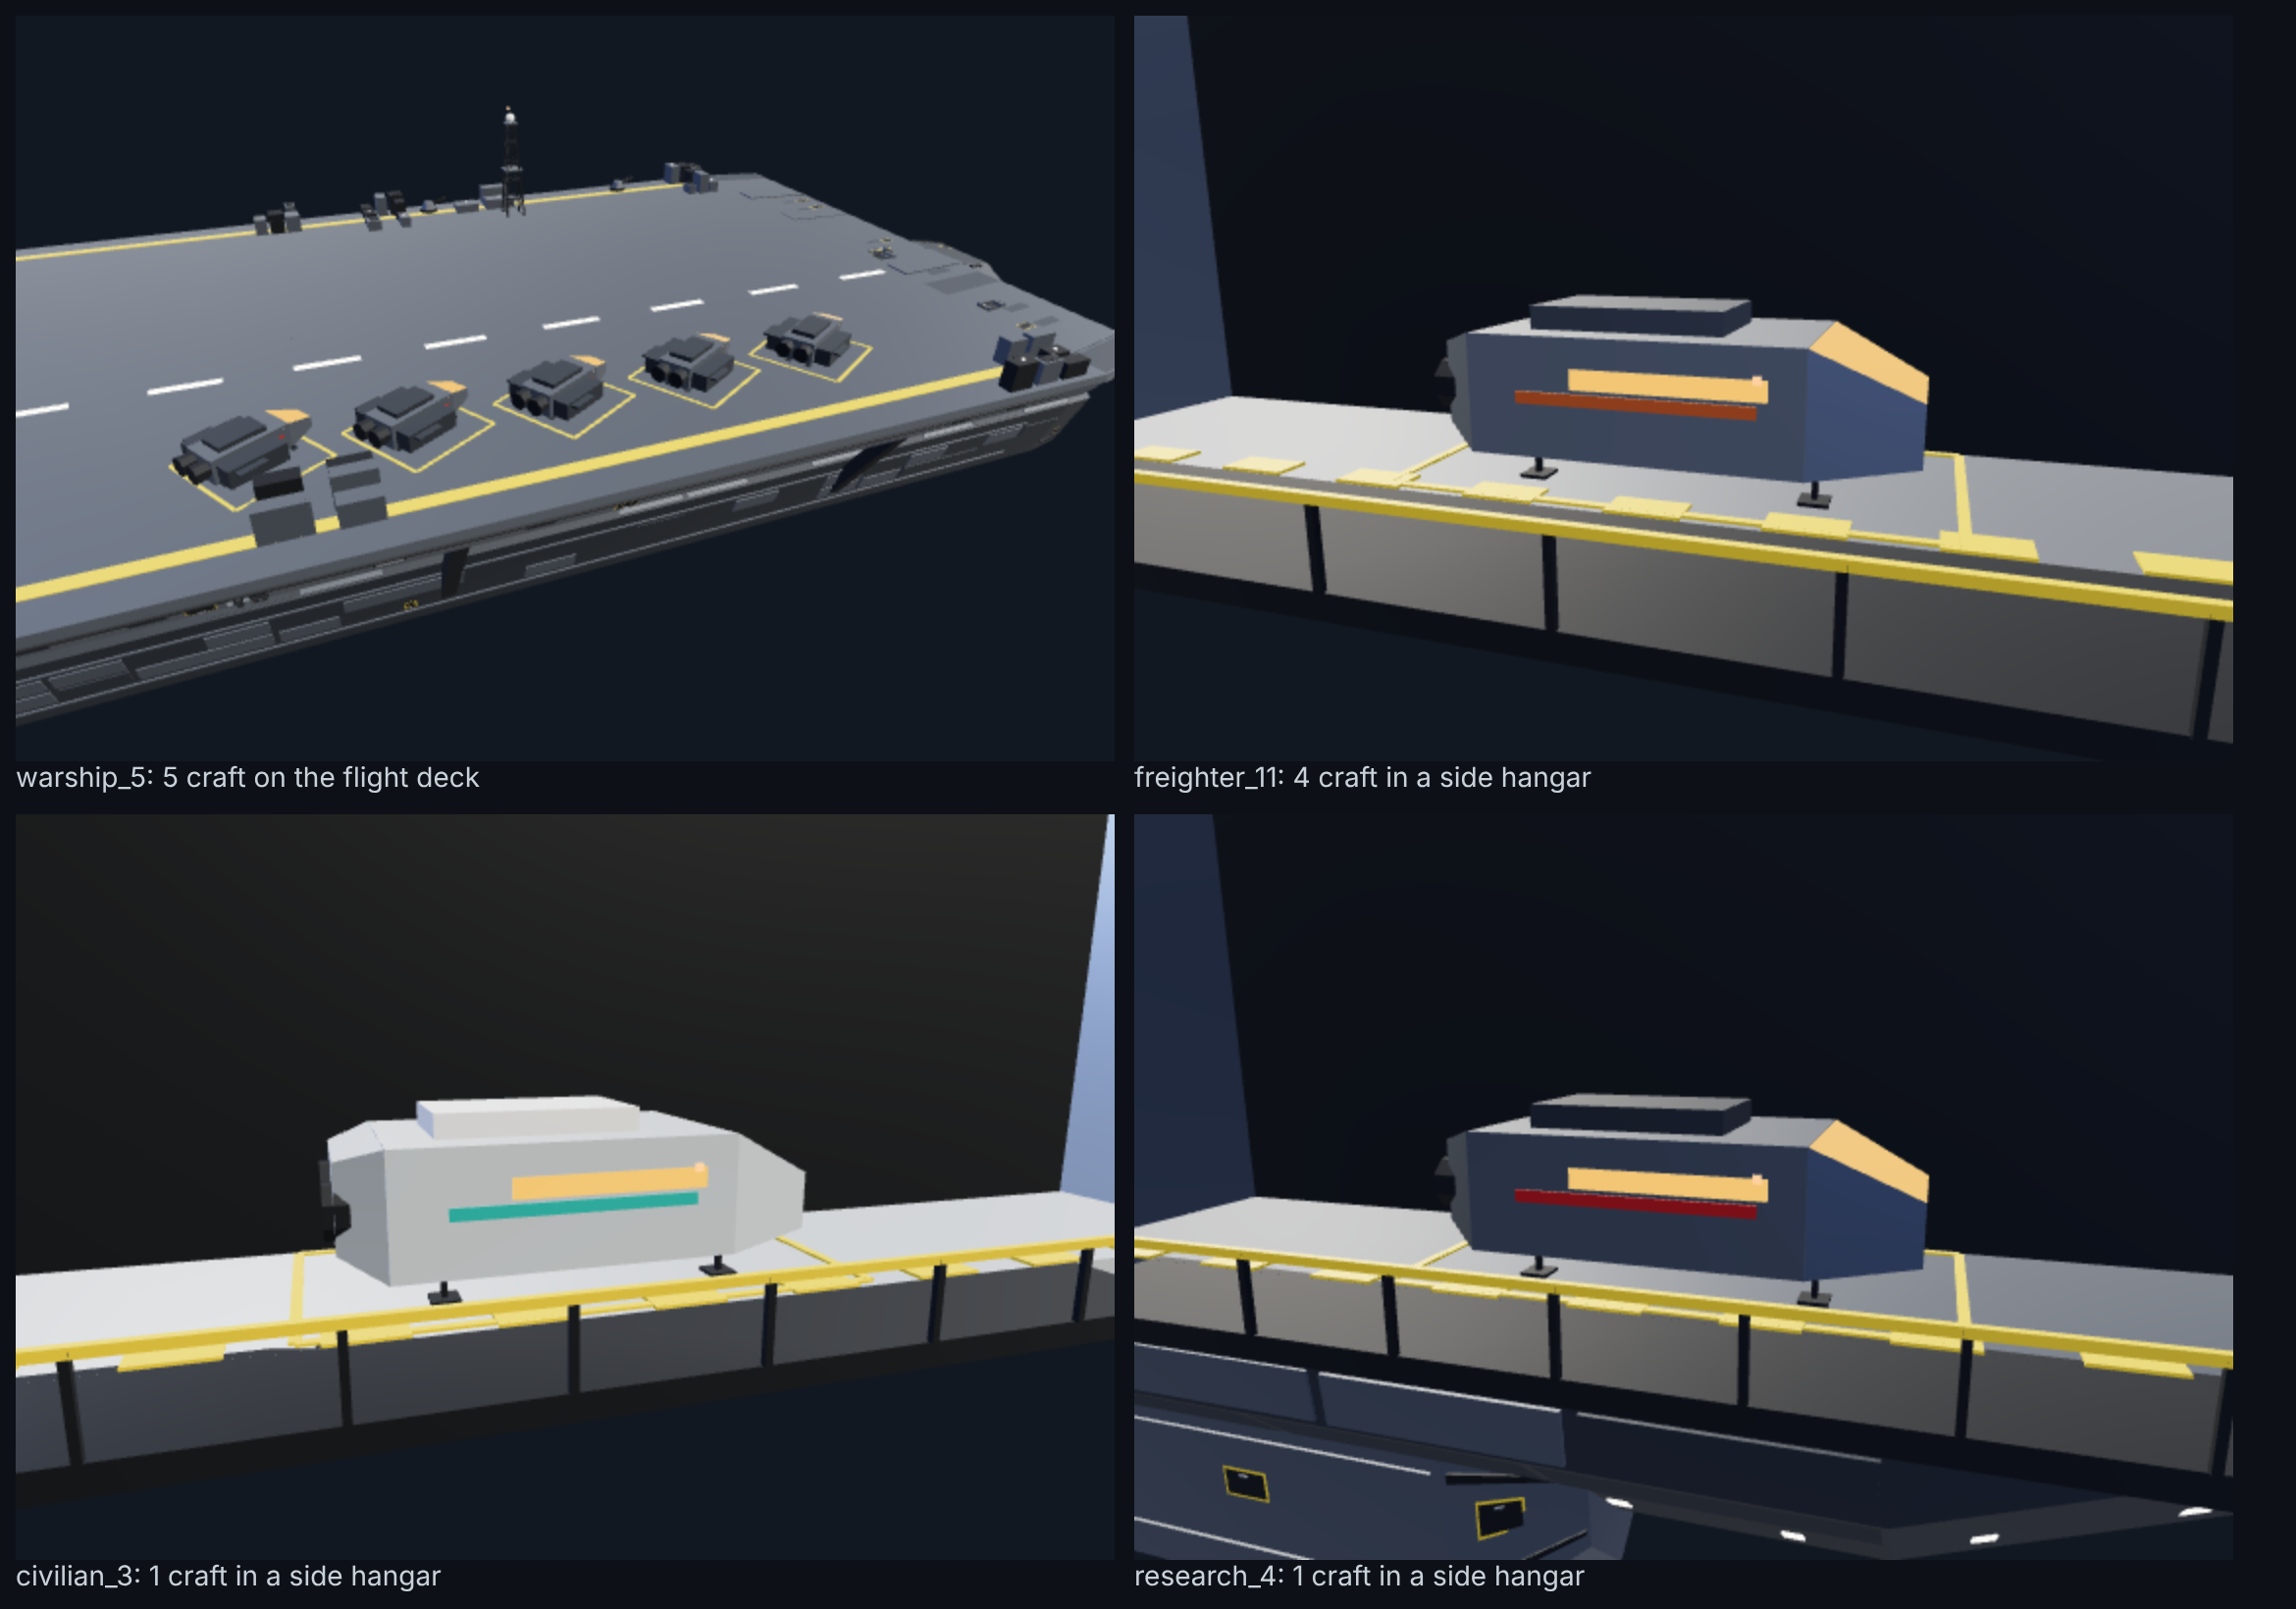 warship_5: 5 craft on the flight deck
freighter_11: 4 craft in a side hangar
civilian_3: 1 craft in a side hangar
research_4: 1 craft in a side hangar